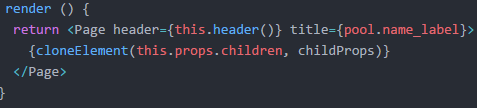 render () {
return <Page header={this.header()} title={pool.name_label}>
{cloneElement(this.props.children, childProps)}
</Page>
}